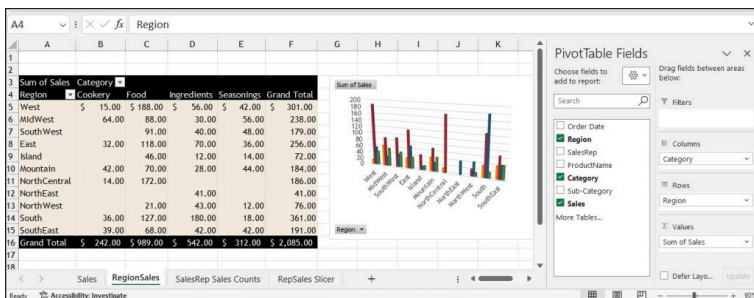 A4 fx Region
A B C D E F G H I J K
1
2
3 Sum of Sales Category
4 Region Cookery Food Ingredients Seasonings Grand Total
5 West $ 15.00 $ 188.00 $ 56.00 $ 42.00 $ 301.00
6 MidWest 64.00 88.00 30.00 56.00 238.00
7 SouthWest 91.00 40.00 48.00 179.00
8 East 32.00 118.00 70.00 36.00 256.00
9 Island 46.00 12.00 14.00 72.00
10 Mountain 42.00 70.00 28.00 44.00 184.00
11 NorthCentral 14.00 172.00 186.00
12 NorthEast 41.00 41.00
13 NorthWest 21.00 43.00 12.00 76.00
14 South 36.00 127.00 180.00 18.00 361.00
15 SouthEast 39.00 68.00 42.00 42.00 191.00
16 Grand Total $ 242.00 $ 989.00 $ 542.00 $ 312.00 $ 2,085.00
17
18
Sum of Sales
200
180
160
140
120
100
80
60
40
20
0
West
MidWest
SouthWest
East
Island
Mountain
NorthCentral
NorthEast
NorthWest
South
SouthEast
Region
PivotTable Fields
Choose fields to
add to report:
Search
Order Date
Region
SalesRep
ProductName
Category
Sub-Category
Sales
More Tables...
Drag fields between areas
below:
Filters
Columns
Category
Rows
Region
Σ Values
Sum of Sales
Defer Layo... Update
Sales RegionSales SalesRep Sales Counts RepSales Slicer +
Ready Accessibility: Investigate 90%